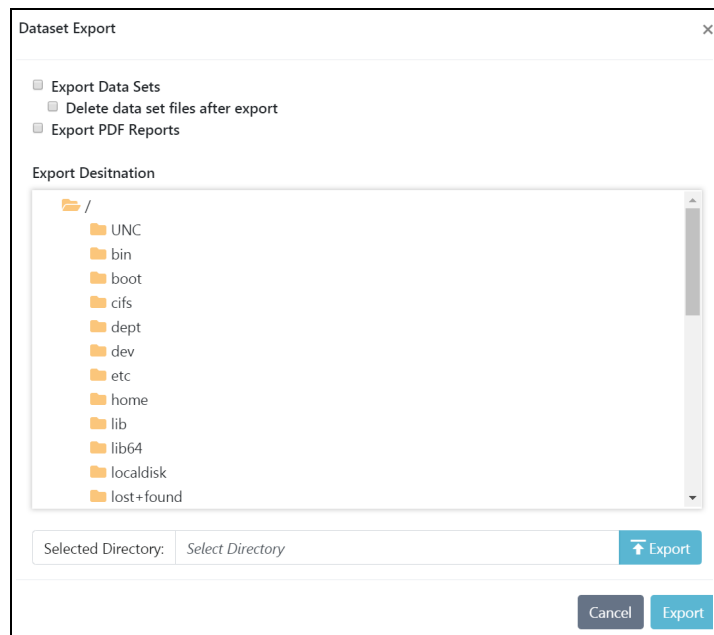 Dataset Export ×
Export Data Sets
Delete data set files after export
Export PDF Reports
Export Desitnation
/
UNC
bin
boot
cifs
dept
dev
etc
home
lib
lib64
localdisk
lost+found
Selected Directory: Select Directory Export
Cancel Export